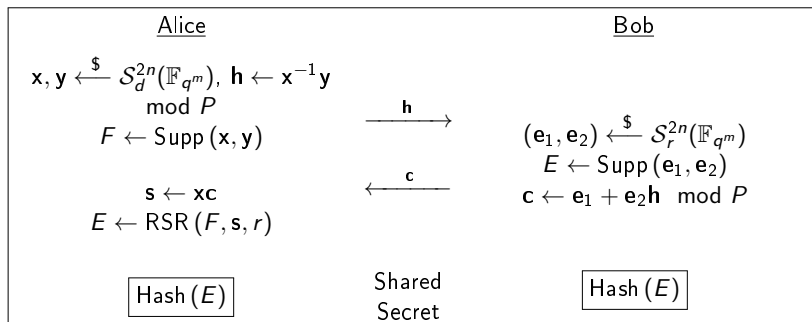 Alice
Bob
x, y ←$ S_d^{2n}(𝔽_{q^m}), h ← x^{-1}y
mod P
F ← Supp (x, y)
h
(e_1, e_2) ←$ S_r^{2n}(𝔽_{q^m})
E ← Supp (e_1, e_2)
c ← e_1 + e_2h mod P
c
s ← xc
E ← RSR (F, s, r)
Hash (E)
Shared
Secret
Hash (E)